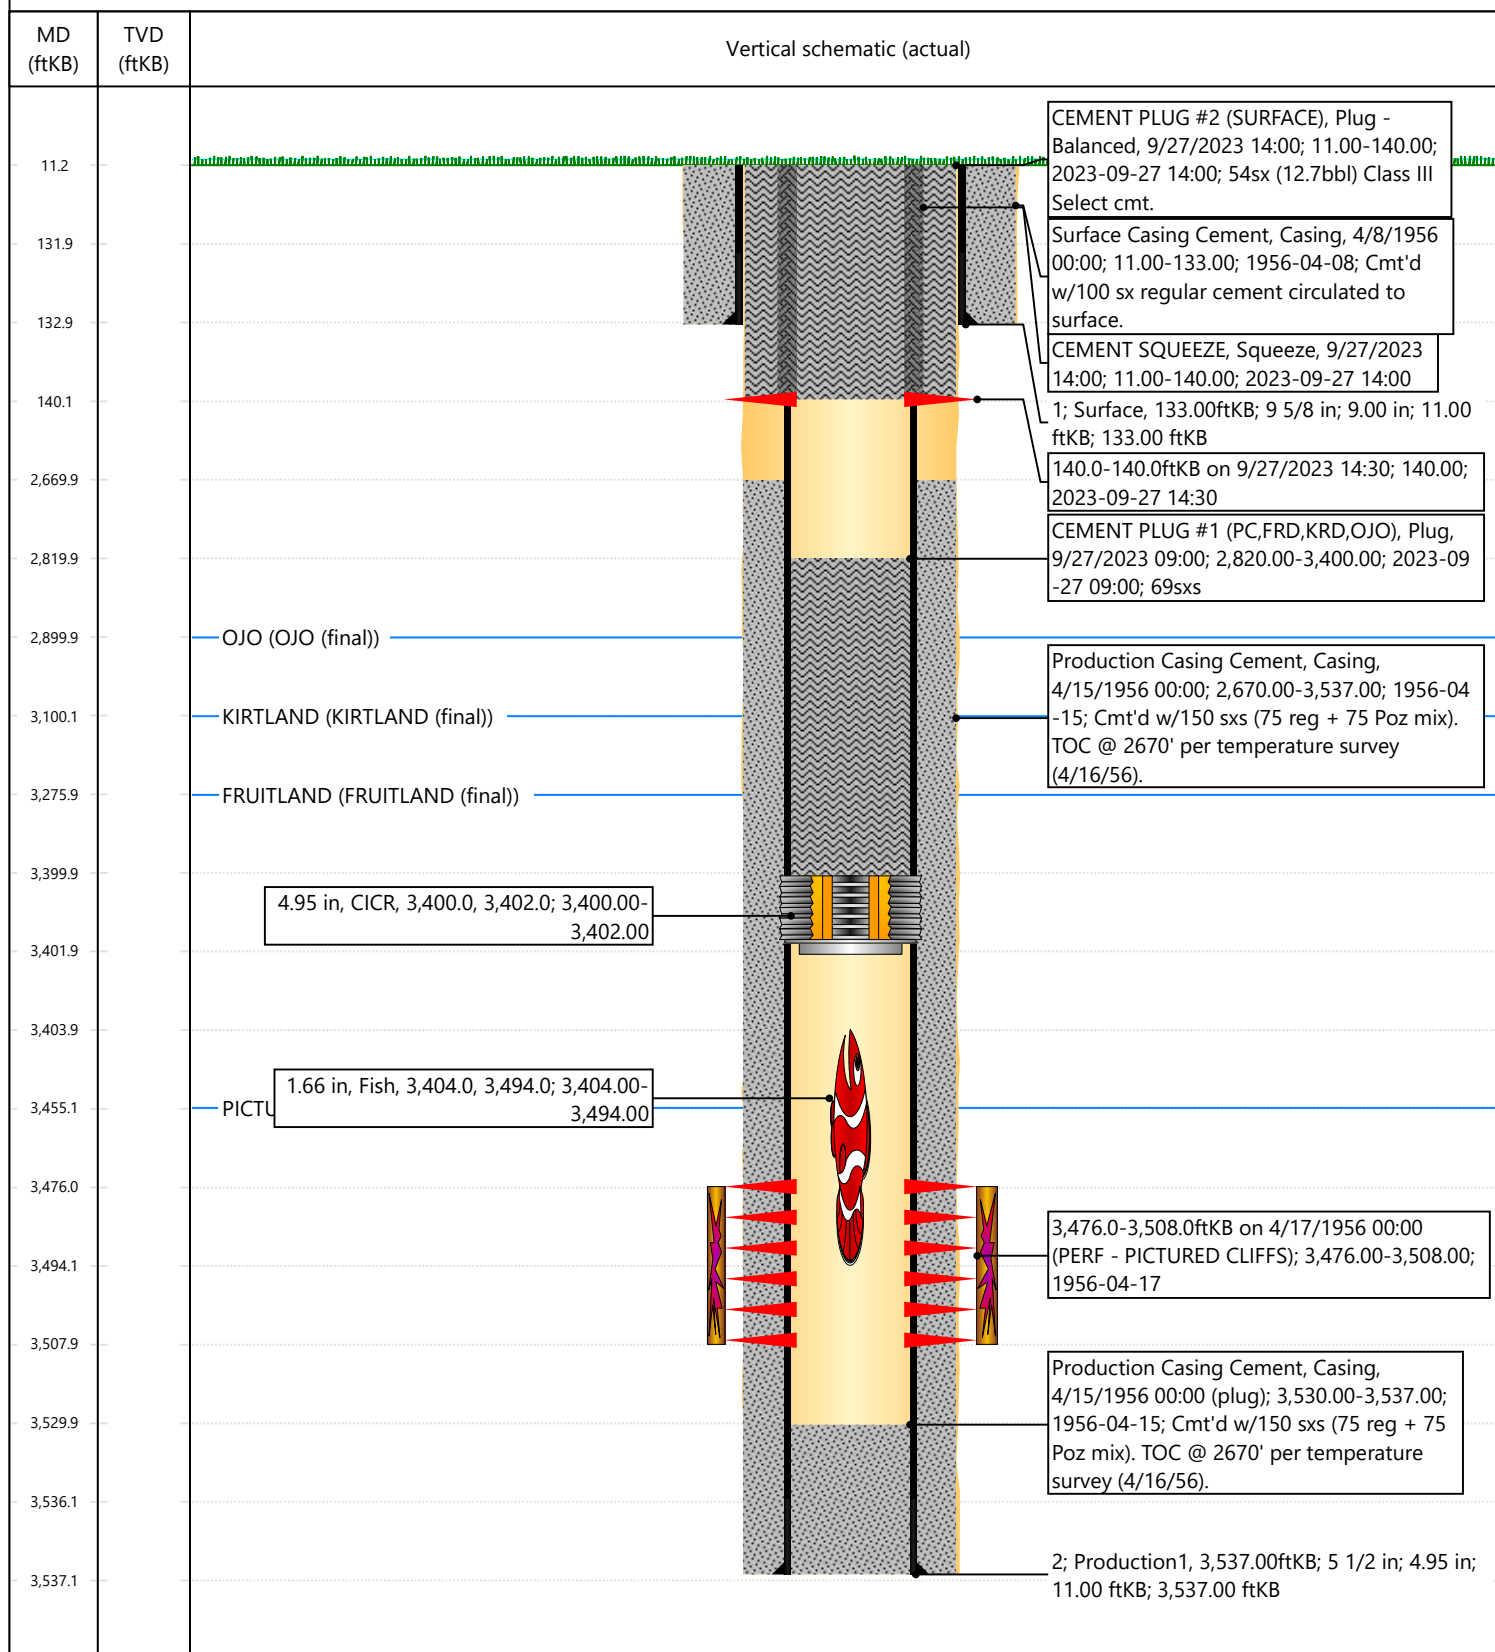 MD
(ftKB)
TVD
(ftKB)
Vertical schematic (actual)
11.2
131.9
132.9
140.1
2,669.9
2,819.9
2,899.9
3,100.1
3,275.9
3,399.9
3,401.9
3,403.9
3,455.1
3,476.0
3,494.1
3,507.9
3,529.9
3,536.1
3,537.1
OJO (OJO (final))
KIRTLAND (KIRTLAND (final))
FRUITLAND (FRUITLAND (final))
4.95 in, CICR, 3,400.0, 3,402.0; 3,400.00-
3,402.00
1.66 in, Fish, 3,404.0, 3,494.0; 3,404.00-
3,494.00
PICTU
CEMENT PLUG #2 (SURFACE), Plug -
Balanced, 9/27/2023 14:00; 11.00-140.00;
2023-09-27 14:00; 54sx (12.7bbl) Class III
Select cmt.
Surface Casing Cement, Casing, 4/8/1956
00:00; 11.00-133.00; 1956-04-08; Cmt'd
w/100 sx regular cement circulated to
surface.
CEMENT SQUEEZE, Squeeze, 9/27/2023
14:00; 11.00-140.00; 2023-09-27 14:00
1; Surface, 133.00ftKB; 9 5/8 in; 9.00 in; 11.00
ftKB; 133.00 ftKB
140.0-140.0ftKB on 9/27/2023 14:30; 140.00;
2023-09-27 14:30
CEMENT PLUG #1 (PC,FRD,KRD,OJO), Plug,
9/27/2023 09:00; 2,820.00-3,400.00; 2023-09
-27 09:00; 69sxs
Production Casing Cement, Casing,
4/15/1956 00:00; 2,670.00-3,537.00; 1956-04
-15; Cmt'd w/150 sxs (75 reg + 75 Poz mix).
TOC @ 2670' per temperature survey
(4/16/56).
3,476.0-3,508.0ftKB on 4/17/1956 00:00
(PERF - PICTURED CLIFFS); 3,476.00-3,508.00;
1956-04-17
Production Casing Cement, Casing,
4/15/1956 00:00 (plug); 3,530.00-3,537.00;
1956-04-15; Cmt'd w/150 sxs (75 reg + 75
Poz mix). TOC @ 2670' per temperature
survey (4/16/56).
2; Production1, 3,537.00ftKB; 5 1/2 in; 4.95 in;
11.00 ftKB; 3,537.00 ftKB